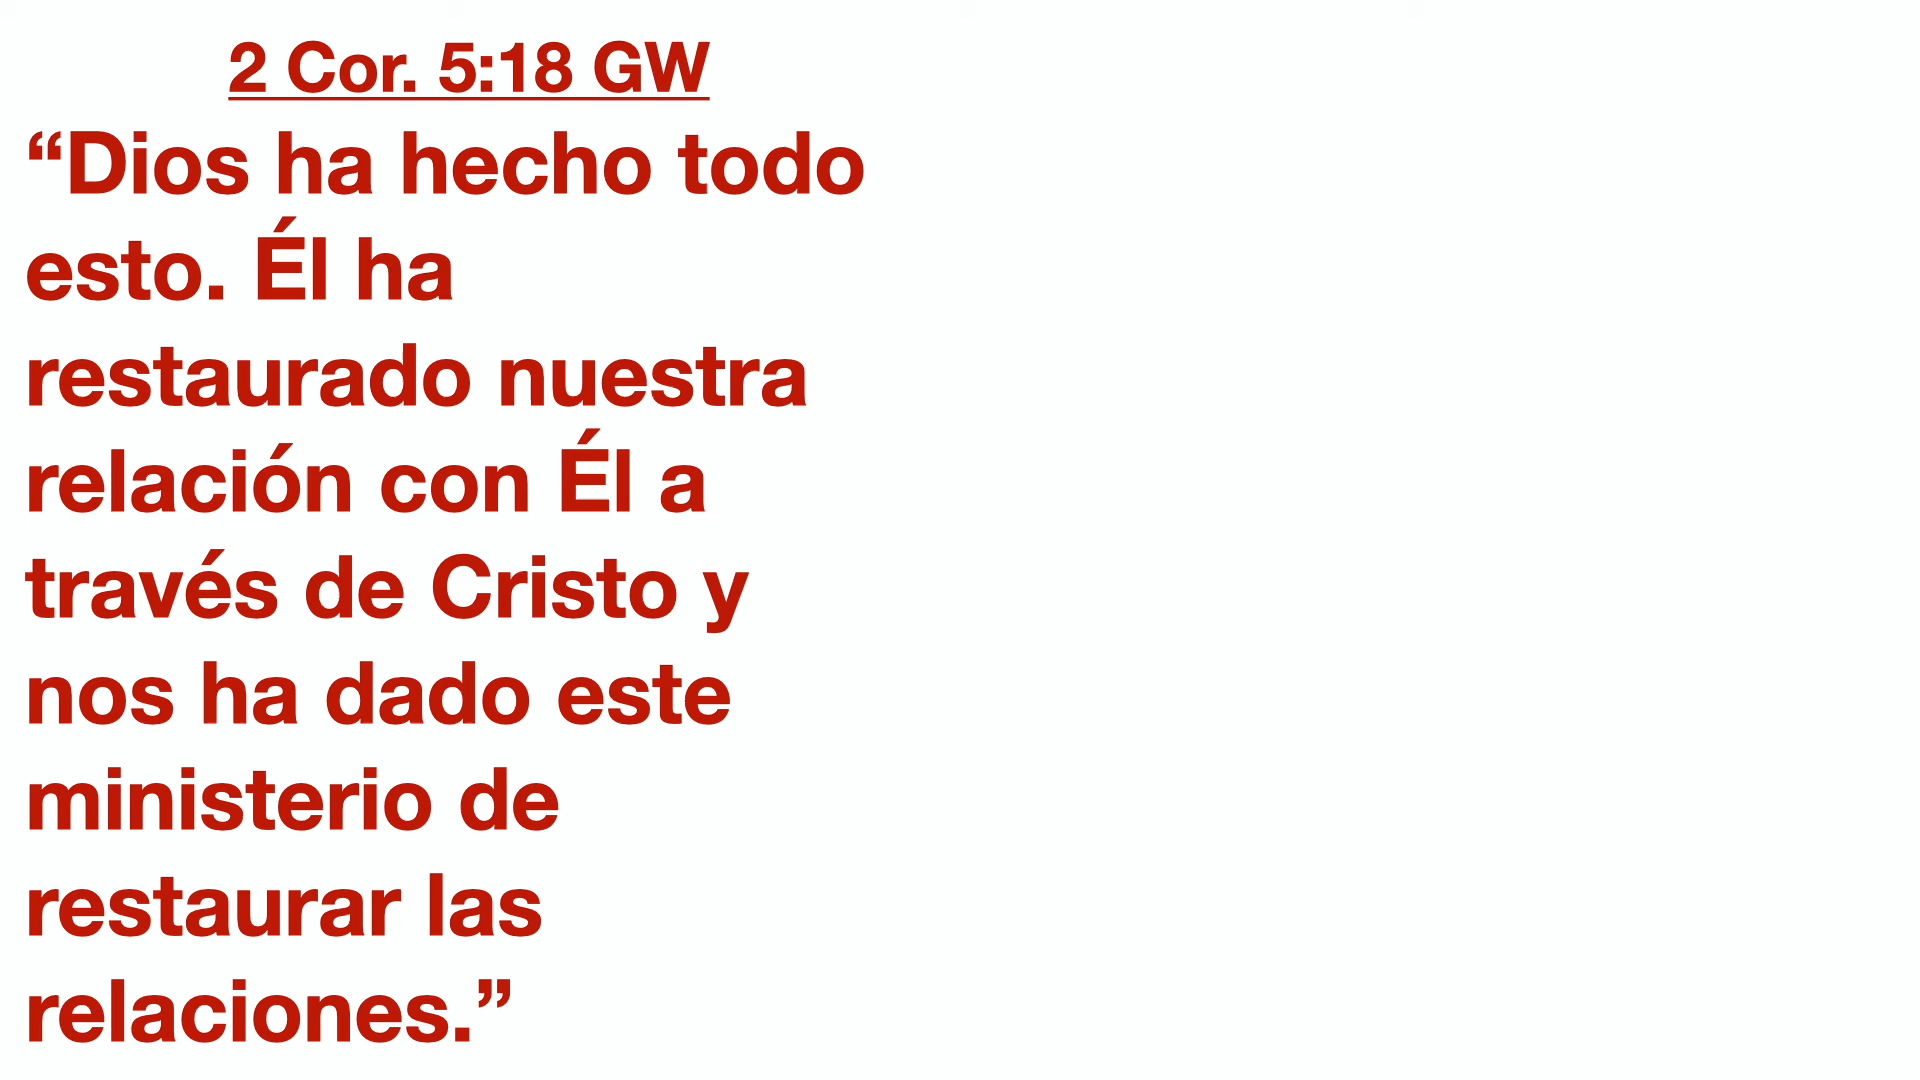 2 Cor. 5:18 GW
“Dios ha hecho todo
esto. Él ha
restaurado nuestra
relación con Él a
través de Cristo y
nos ha dado este
ministerio de
restaurar las
relaciones.”